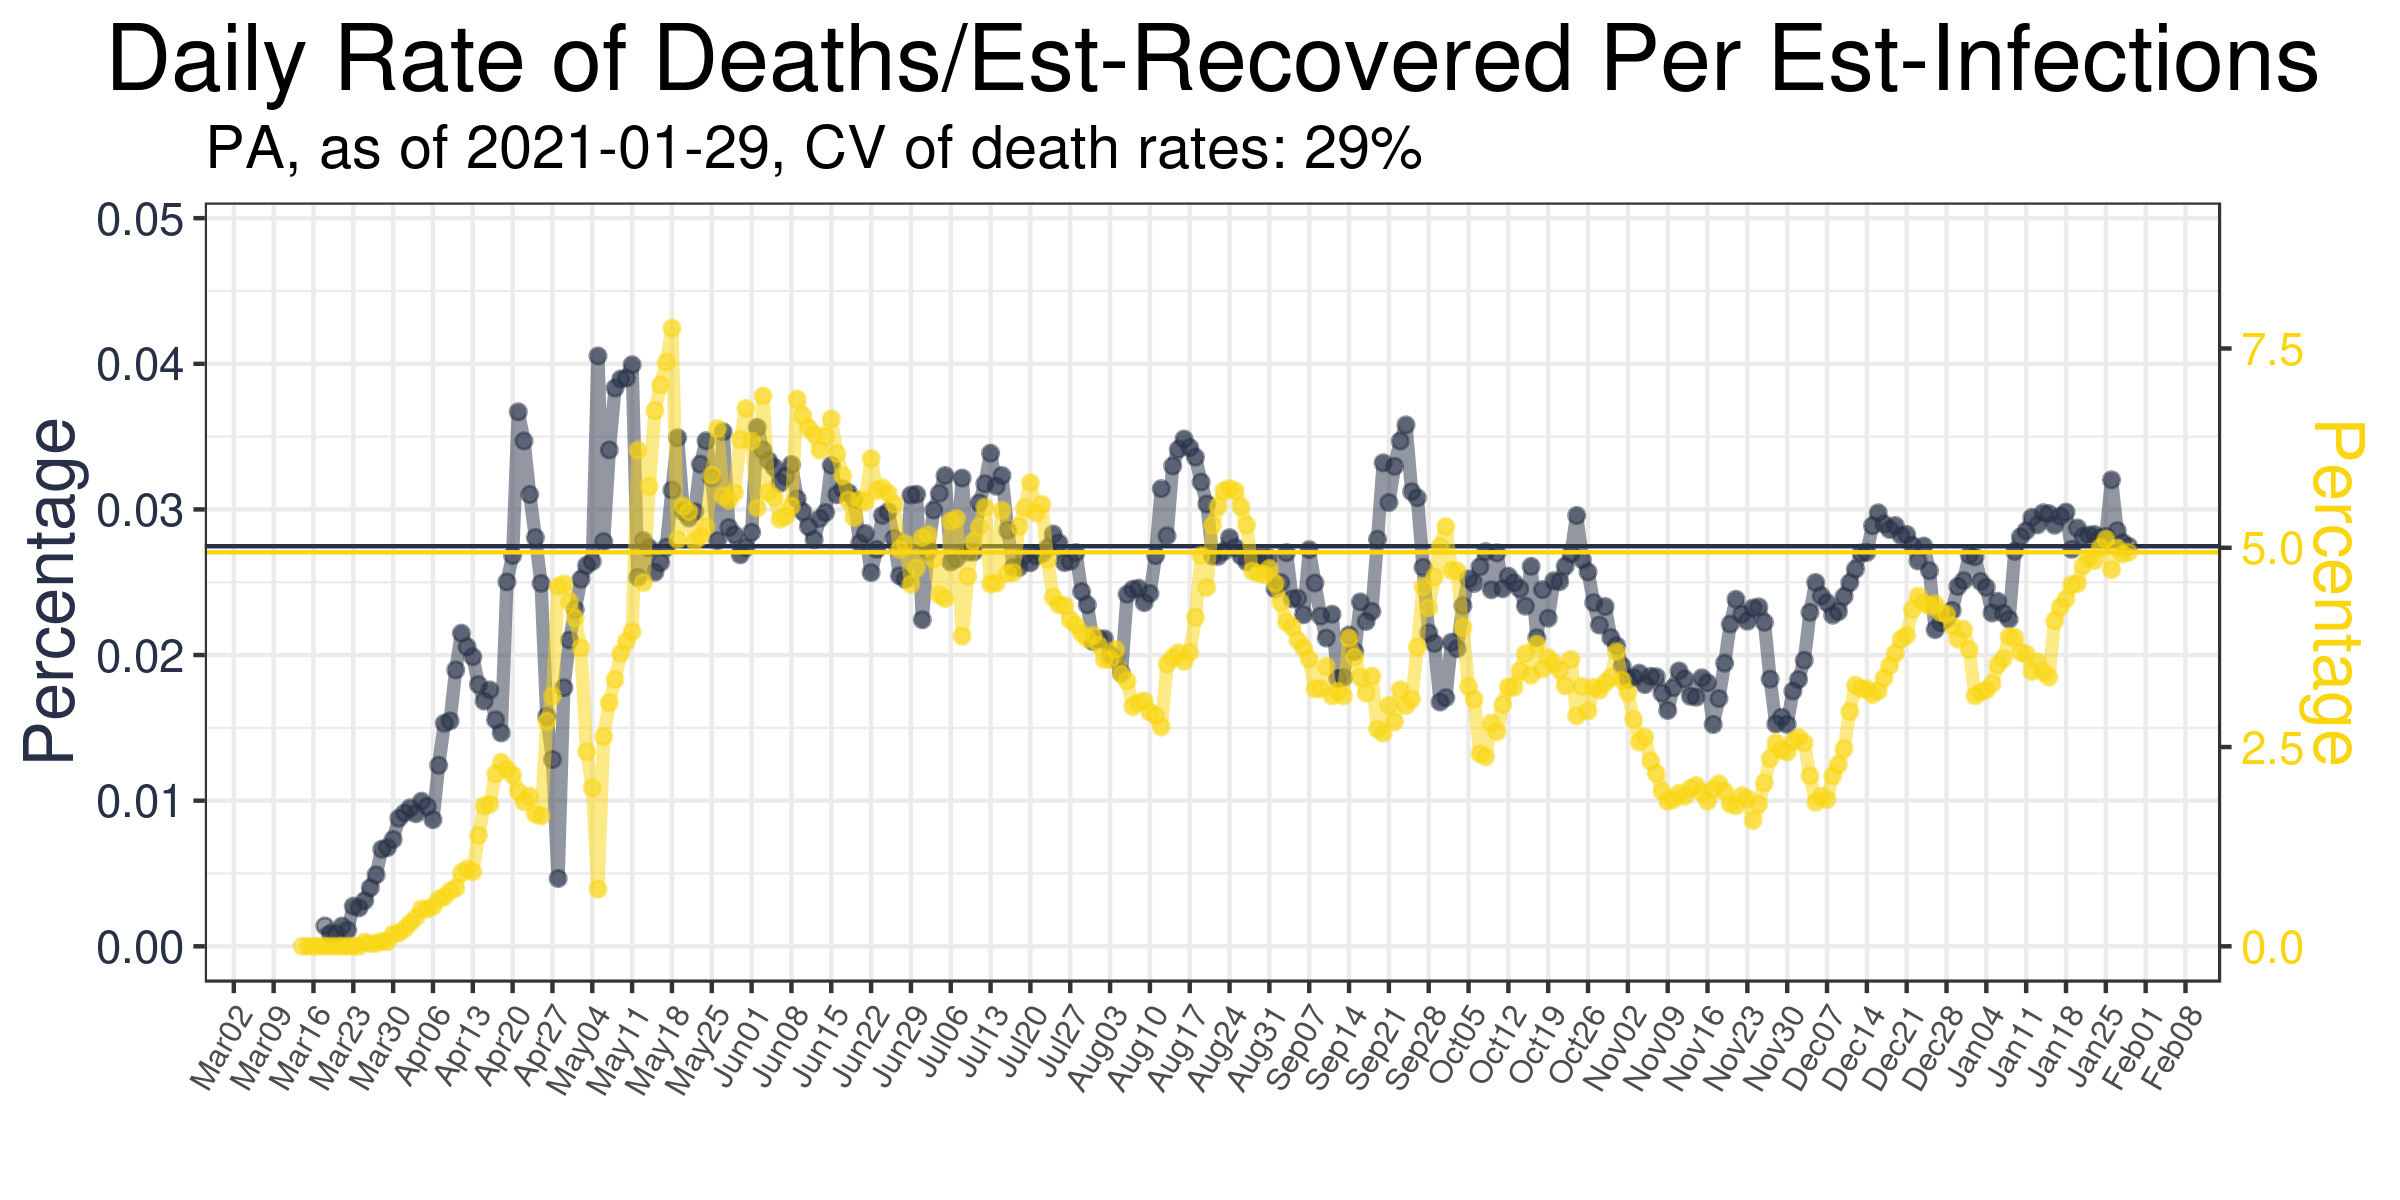 Daily Rate of Deaths/Est-Recovered Per Est-Infections
PA, as of 2021-01-29, CV of death rates: 29%
Percentage
0.05
0.04
0.03
0.02
0.01
0.00
7.5
5.0
2.5
0.0
Percentage
Mar02 Mar09 Mar16 Mar23 Mar30 Apr06 Apr13 Apr20 Apr27 May04 May11 May18 May25 Jun01 Jun08 Jun15 Jun22 Jun29 Jul06 Jul13 Jul20 Jul27 Aug03 Aug10 Aug17 Aug24 Aug31 Sep07 Sep14 Sep21 Sep28 Oct05 Oct12 Oct19 Oct26 Nov02 Nov09 Nov16 Nov23 Nov30 Dec07 Dec14 Dec21 Dec28 Jan04 Jan11 Jan18 Jan25 Feb01 Feb08